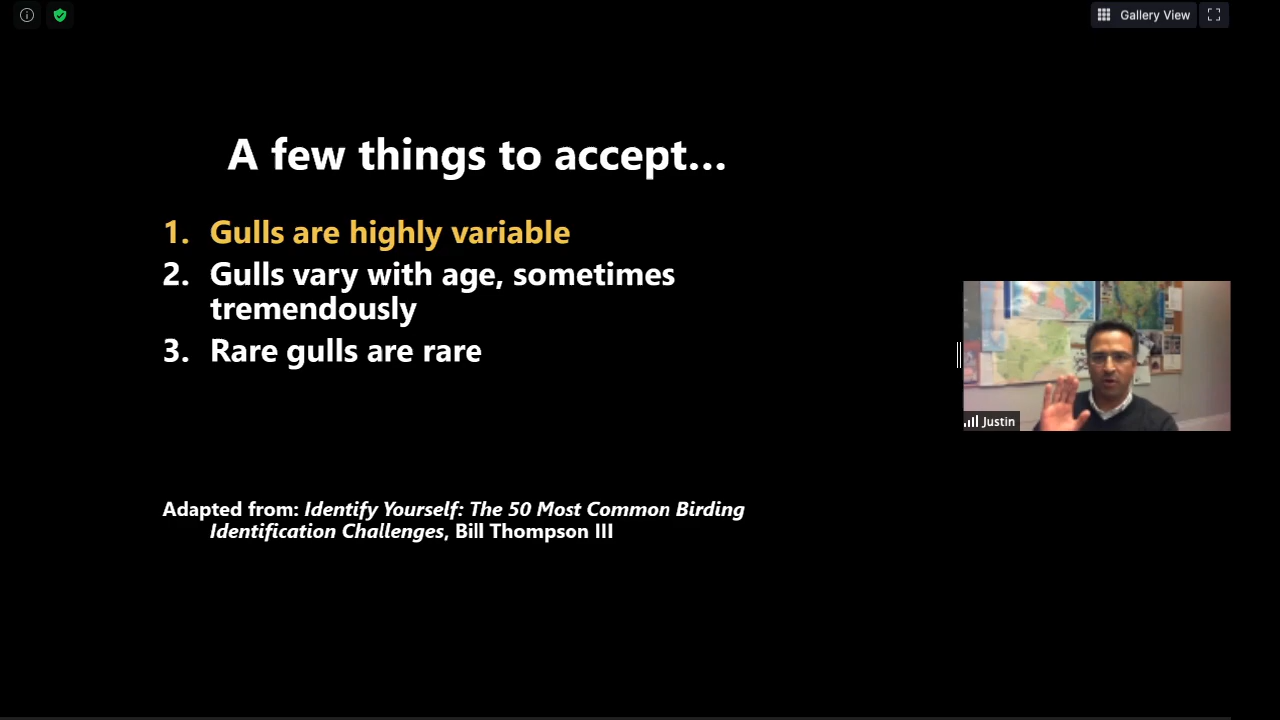 Gallery View
A few things to accept...
1. Gulls are highly variable
2. Gulls vary with age, sometimes
tremendously
3. Rare gulls are rare
Justin
Adapted from: Identify Yourself: The 50 Most Common Birding
Identification Challenges, Bill Thompson III